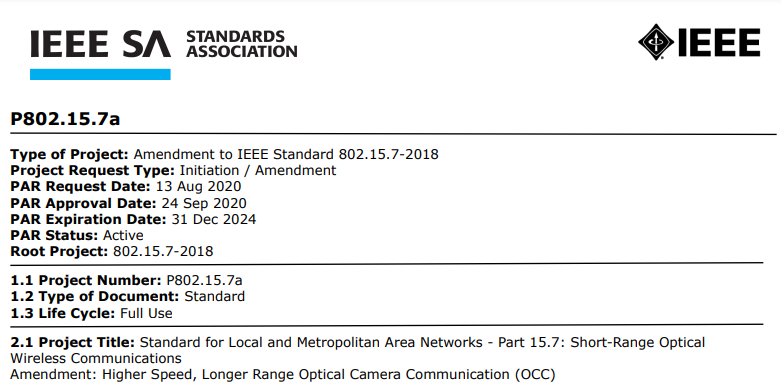 IEEE SA STANDARDS
ASSOCIATION
IEEE
P802.15.7a
Type of Project: Amendment to IEEE Standard 802.15.7-2018
Project Request Type: Initiation / Amendment
PAR Request Date: 13 Aug 2020
PAR Approval Date: 24 Sep 2020
PAR Expiration Date: 31 Dec 2024
PAR Status: Active
Root Project: 802.15.7-2018
1.1 Project Number: P802.15.7a
1.2 Type of Document: Standard
1.3 Life Cycle: Full Use
2.1 Project Title: Standard for Local and Metropolitan Area Networks - Part 15.7: Short-Range Optical
Wireless Communications
Amendment: Higher Speed, Longer Range Optical Camera Communication (OCC)